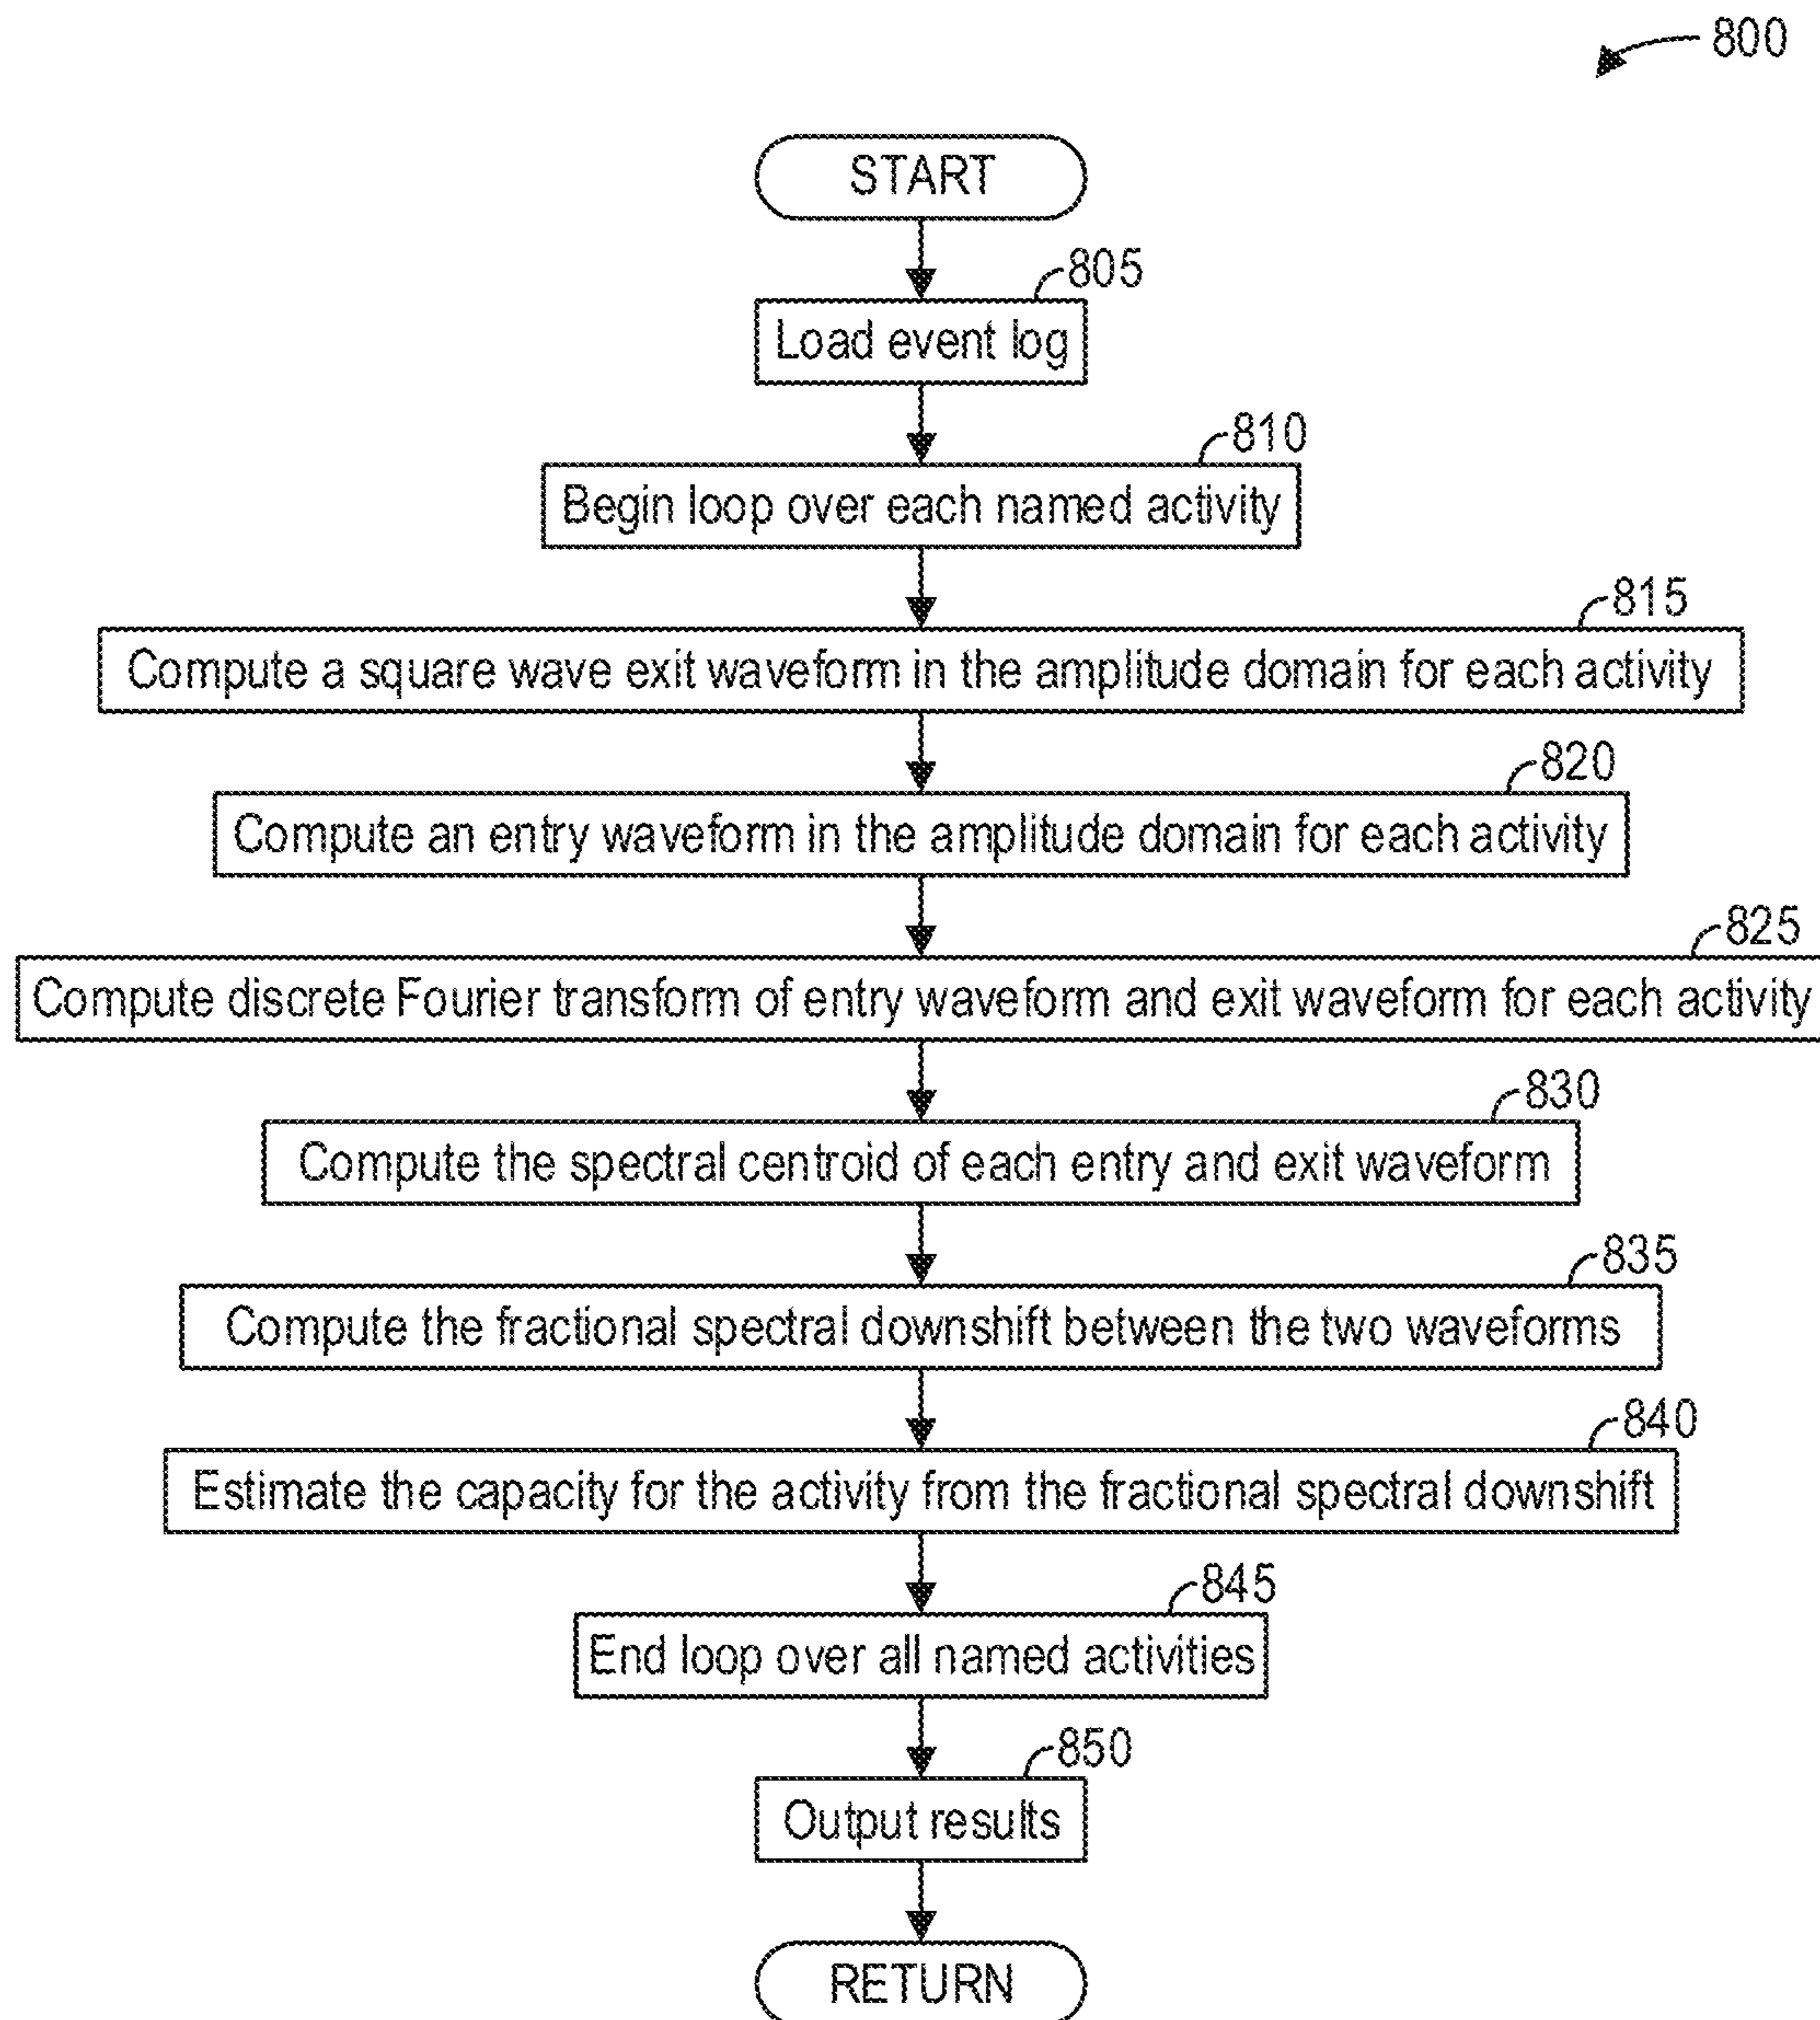 800
START
805
Load event log
810
Begin loop over each named activity
815
Compute a square wave exit waveform in the amplitude domain for each activity
820
Compute an entry waveform in the amplitude domain for each activity
825
Compute discrete Fourier transform of entry waveform and exit waveform for each activity
830
Compute the spectral centroid of each entry and exit waveform
835
Compute the fractional spectral downshift between the two waveforms
840
Estimate the capacity for the activity from the fractional spectral downshift
845
End loop over all named activities
850
Output results
RETURN